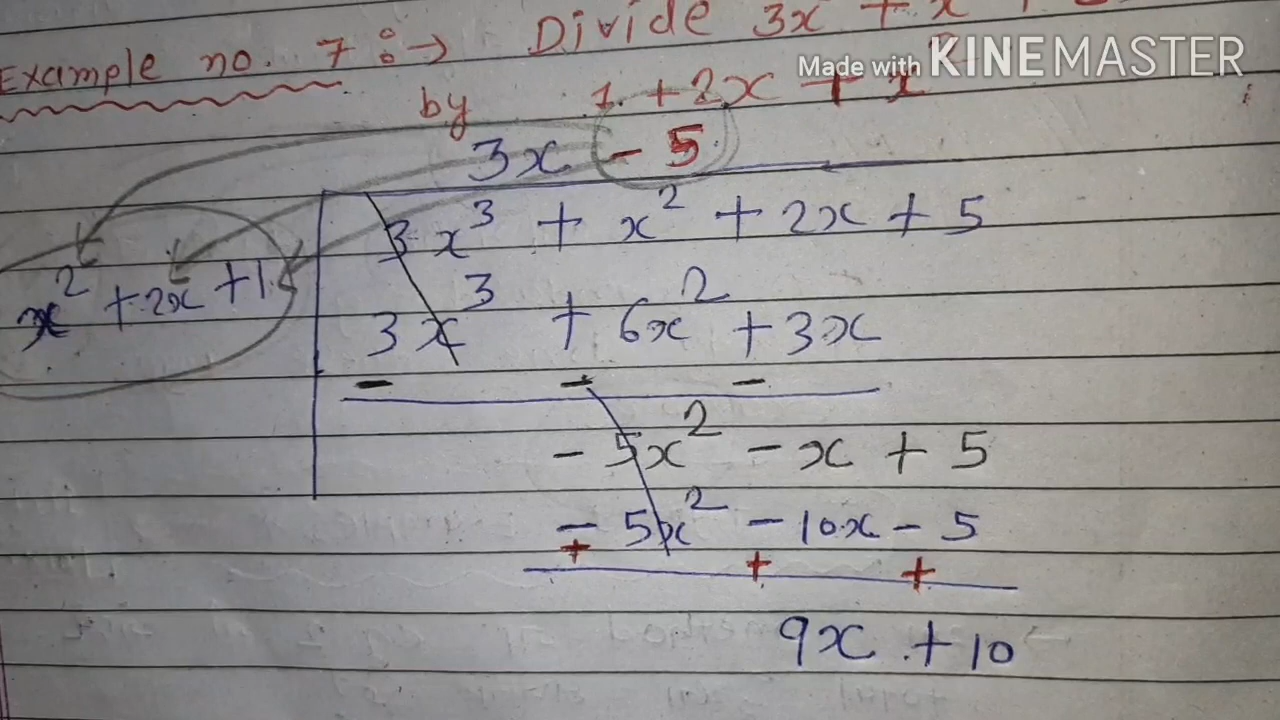 Example no. 7 :→ Divide 3x + x
Made with KINEMASTER
by 1 + 2x + x²
3x - 5
x² + 2x + 1
3x³ + x² + 2x + 5
3x³ + 6x² + 3x
- - -
- 5x² - x + 5
- 5x² - 10x - 5
+ + +
9x + 10